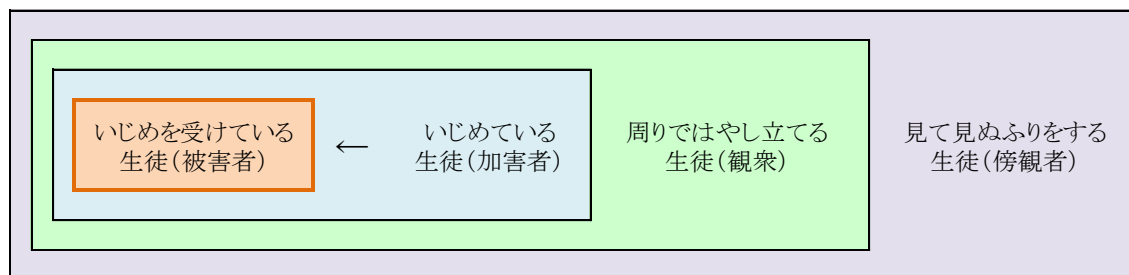 いじめを受けている
生徒(被害者)
←
いじめている
生徒(加害者)
周りではやし立てる
生徒(観衆)
見て見ぬふりをする
生徒(傍観者)